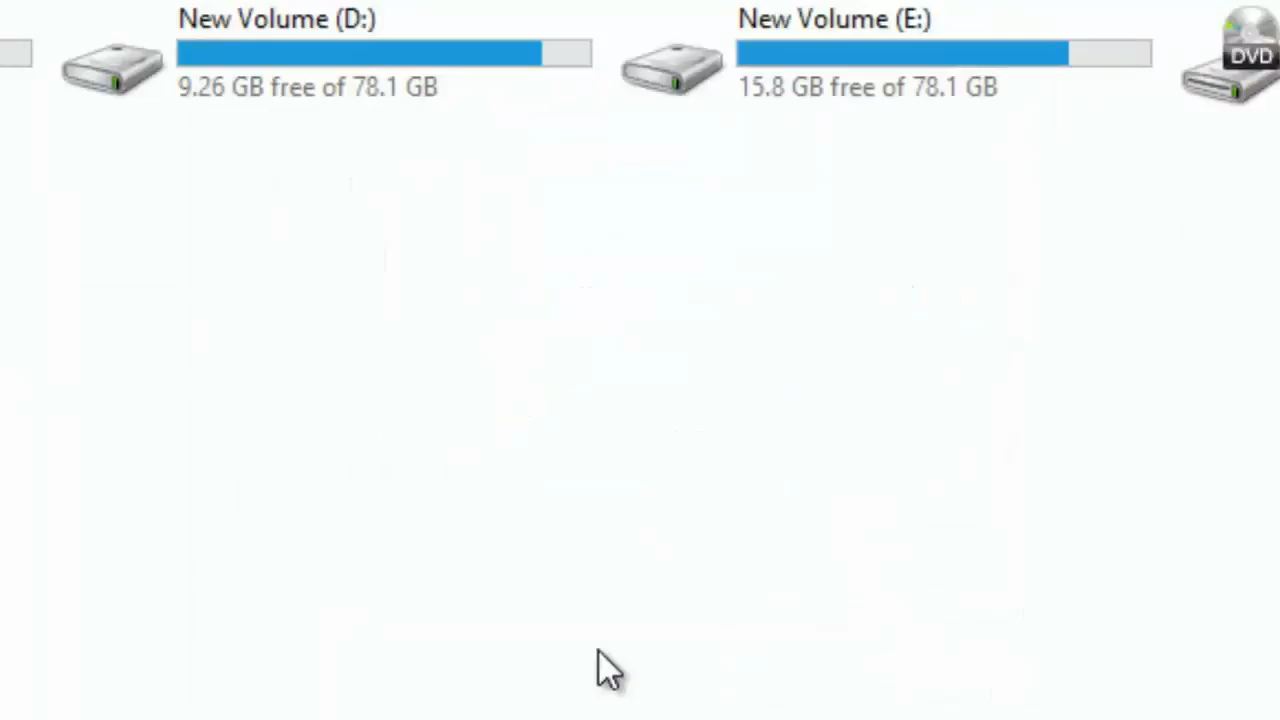 New Volume (D:)
9.26 GB free of 78.1 GB
New Volume (E:)
15.8 GB free of 78.1 GB
DVD